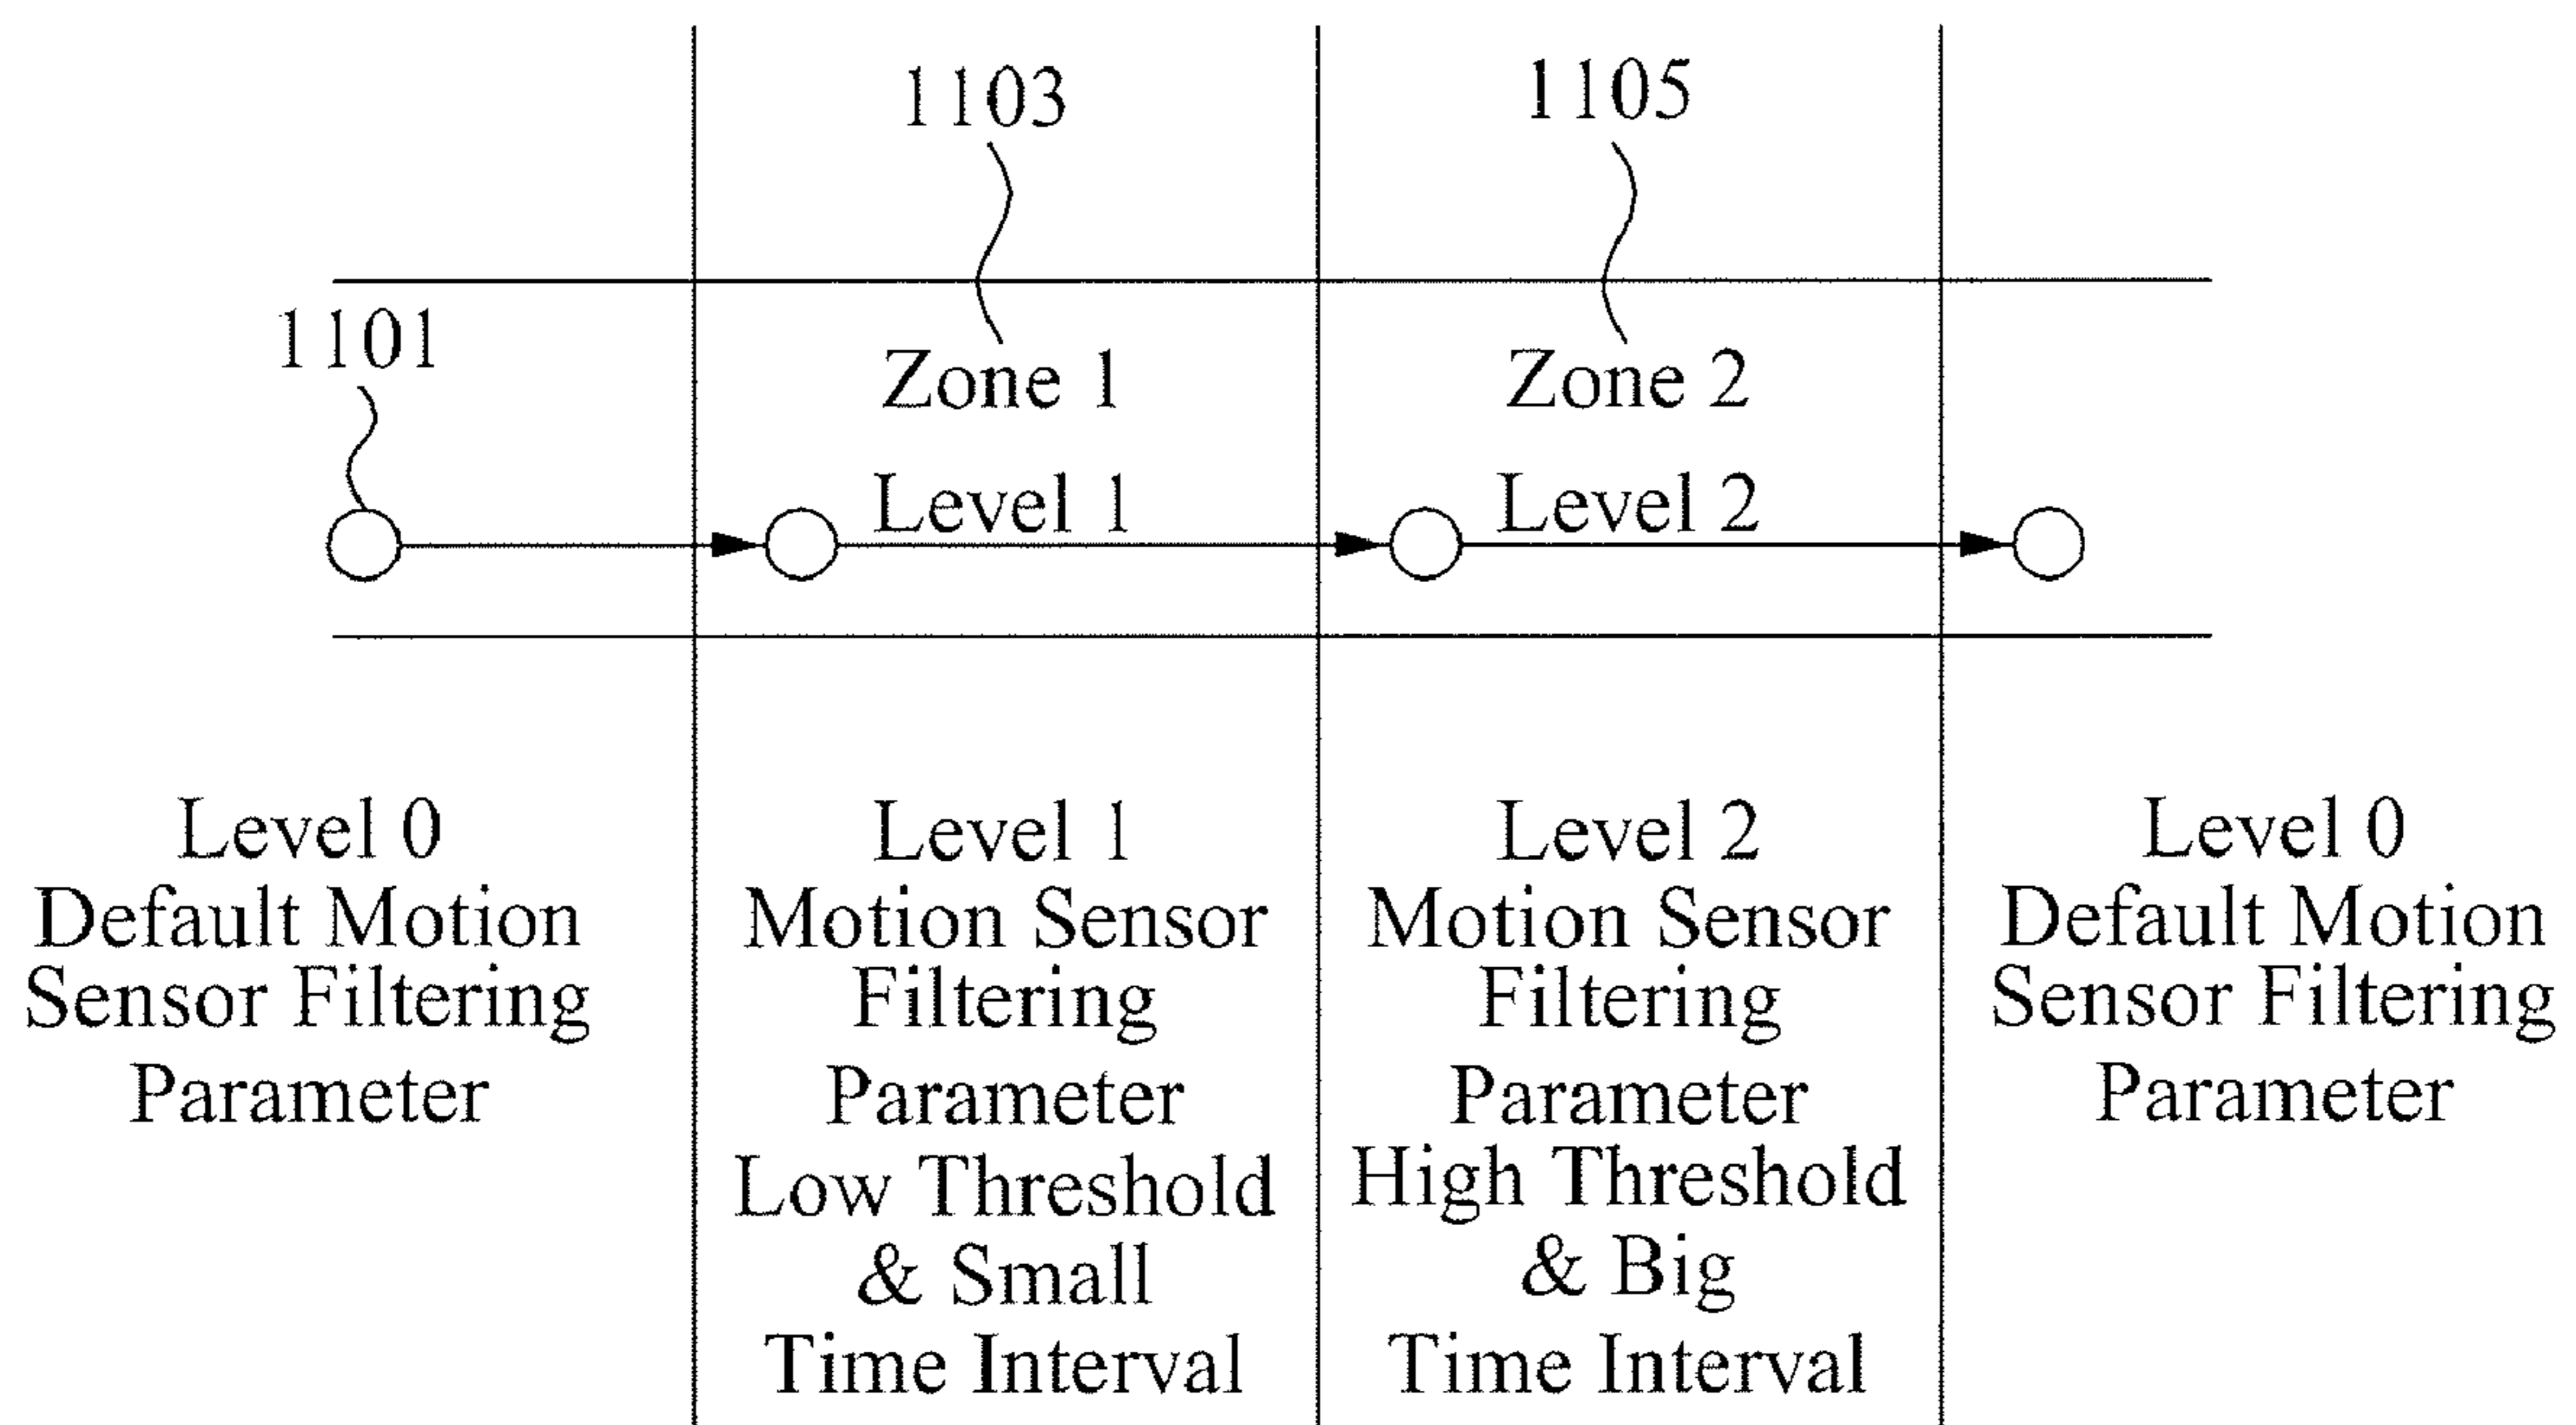 1103
1105
1101
Zone 1
Zone 2
Level 1
Level 2
Level 0
Default Motion
Sensor Filtering
Parameter
Level 1
Motion Sensor
Filtering
Parameter
Low Threshold
& Small
Time Interval
Level 2
Motion Sensor
Filtering
Parameter
High Threshold
& Big
Time Interval
Level 0
Default Motion
Sensor Filtering
Parameter